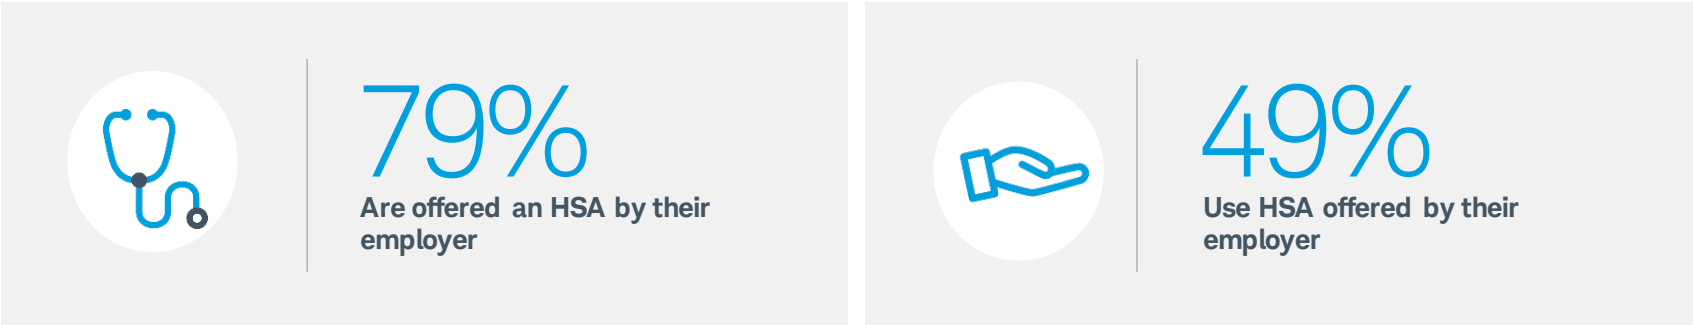 79%
Are offered an HSA by their
employer
49%
Use HSA offered by their
employer